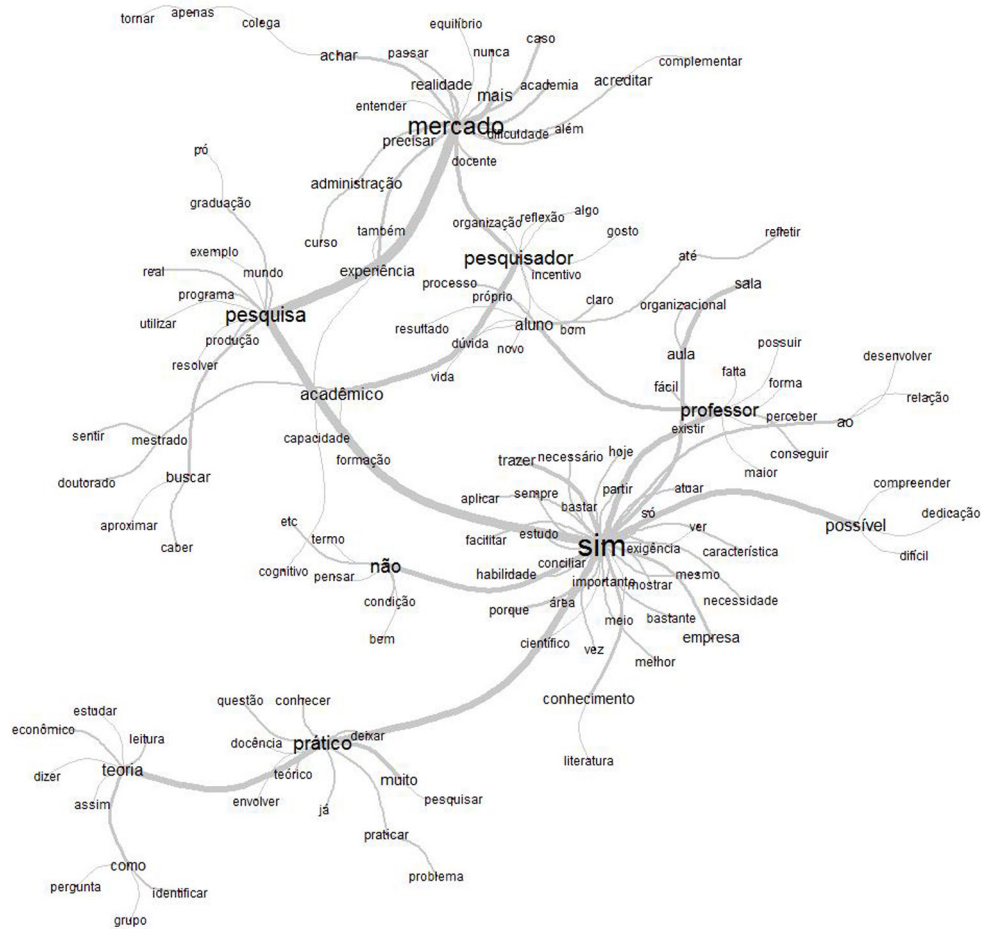 tornar
apenas
colega
achar
passar
equilíbrio
nunca
caso
realidade
mais
academia
complementar
acreditar
entender
mercado
dificuldade
além
precisar
docente
pó
administração
graduação
curso
também
organização
reflexão
algo
gosto
exemplo
mundo
experiência
pesquisador
incentivo
até
refletir
real
programa
utilizar
pesquisa
produção
resolver
processo
próprio
claro
resultado
aluno
bom
dúvida
novo
vida
organizacional
sala
aula
possuir
desenvolver
fácil
falta
forma
relação
acadêmico
professor
perceber
ao
existir
conseguir
maior
sentir
mestrado
capacidade
formação
doutorado
buscar
trazer
necessário
hoje
aproximar
aplicar
sempre
partir
atuar
compreender
bastar
só
possível
dedicação
caber
etc
facilitar
estudo
ver
sim
exigência
característica
difícil
termo
cognitivo
pensar
não
habilidade
conciliar
importante
mostrar
mesmo
condição
porque
área
necessidade
bem
científico
meio
bastante
vez
empresa
melhor
conhecimento
literatura
questão
conhecer
estudar
econômico
leitura
docência
prático
deixar
dizer
teoria
teórico
muito
assim
envolver
já
pesquisar
praticar
como
problema
pergunta
identificar
grupo